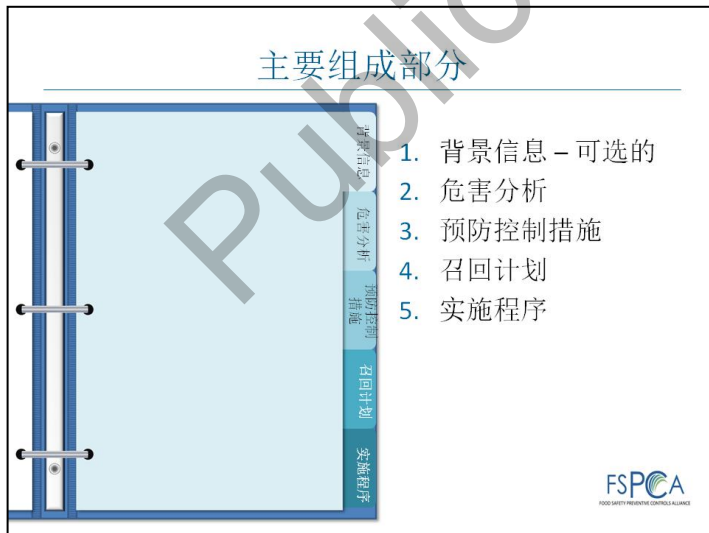 主要组成部分
背景信息
危害分析
预防控制
措施
召回计划
实施程序
1. 背景信息 – 可选的
2. 危害分析
3. 预防控制措施
4. 召回计划
5. 实施程序
Public
FSPCA
FOOD SAFETY PREVENTIVE CONTROLS ALLIANCE